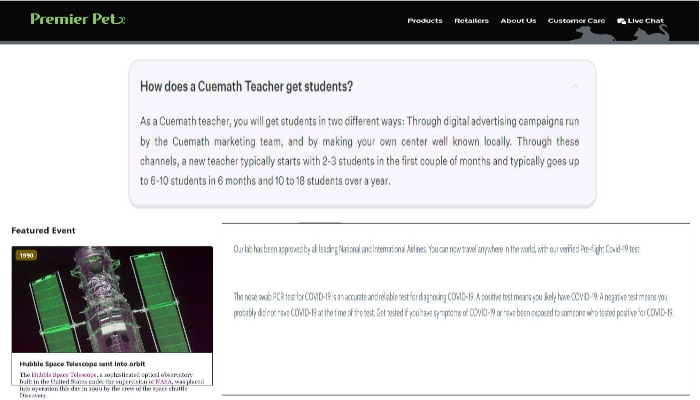 Premier Pet
Products Retailers About Us Customer Care Live Chat
How does a Cuemath Teacher get students?
As a Cuemath teacher, you will get students in two different ways: Through digital advertising campaigns run
by the Cuemath marketing team, and by making your own center well known locally. Through these
channels, a new teacher typically starts with 2-3 students in the first couple of months and typically goes up
to 6-10 students in 6 months and 10 to 18 students over a year.
Featured Event
1990
Hubble Space Telescope sent into orbit
The Hubble Space Telescope, a sophisticated optical observatory
built in the United States under the supervision of NASA, was placed
into operation this day in 1990 by the crew of the space shuttle
Discovery.
Our lab has been approved by all leading National and International Airlines. You can now travel anywhere in the world, with our verified Pre-flight Covid-19 test.
The nose swab PCR test for COVID-19 is an accurate and reliable test for diagnosing COVID-19. A positive test means you likely have COVID-19. A negative test means you
probably did not have COVID-19 at the time of the test. Get tested if you have symptoms of COVID-19 or have been exposed to someone who tested positive for COVID-19.